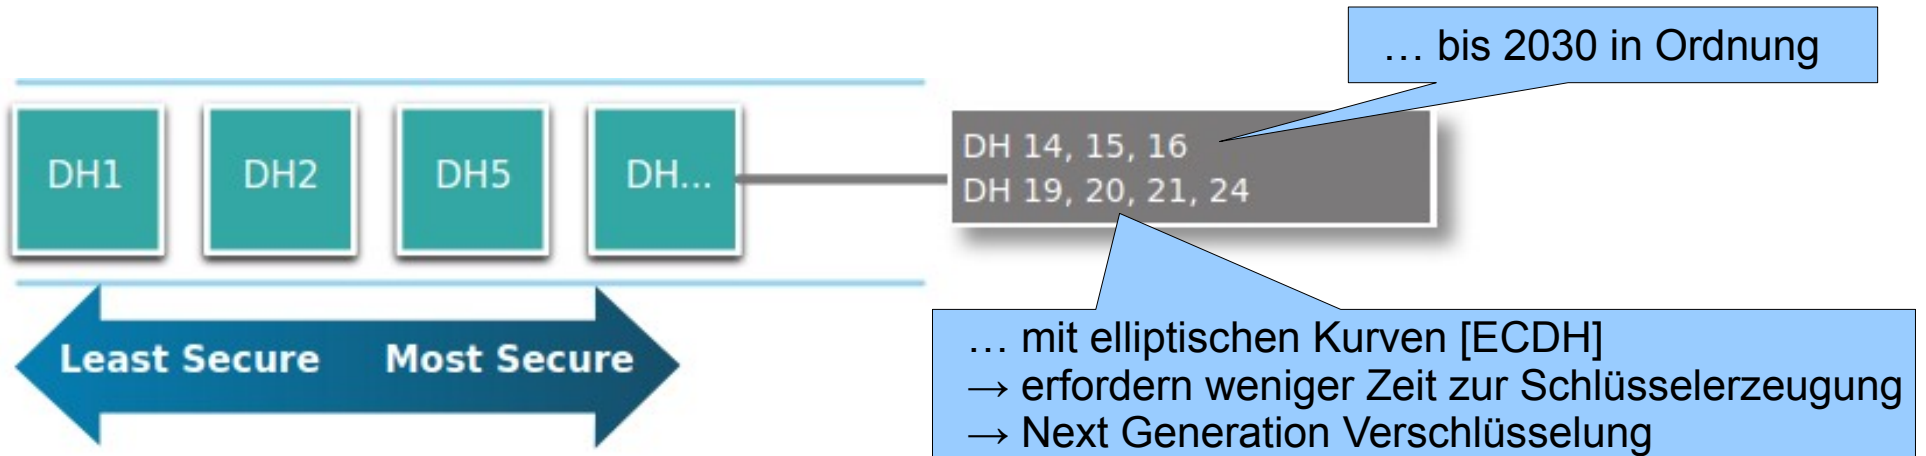 … bis 2030 in Ordnung
DH1
DH2
DH5
DH...
DH 14, 15, 16
DH 19, 20, 21, 24
Least Secure
Most Secure
… mit elliptischen Kurven [ECDH]
→ erfordern weniger Zeit zur Schlüsselerzeugung
→ Next Generation Verschlüsselung